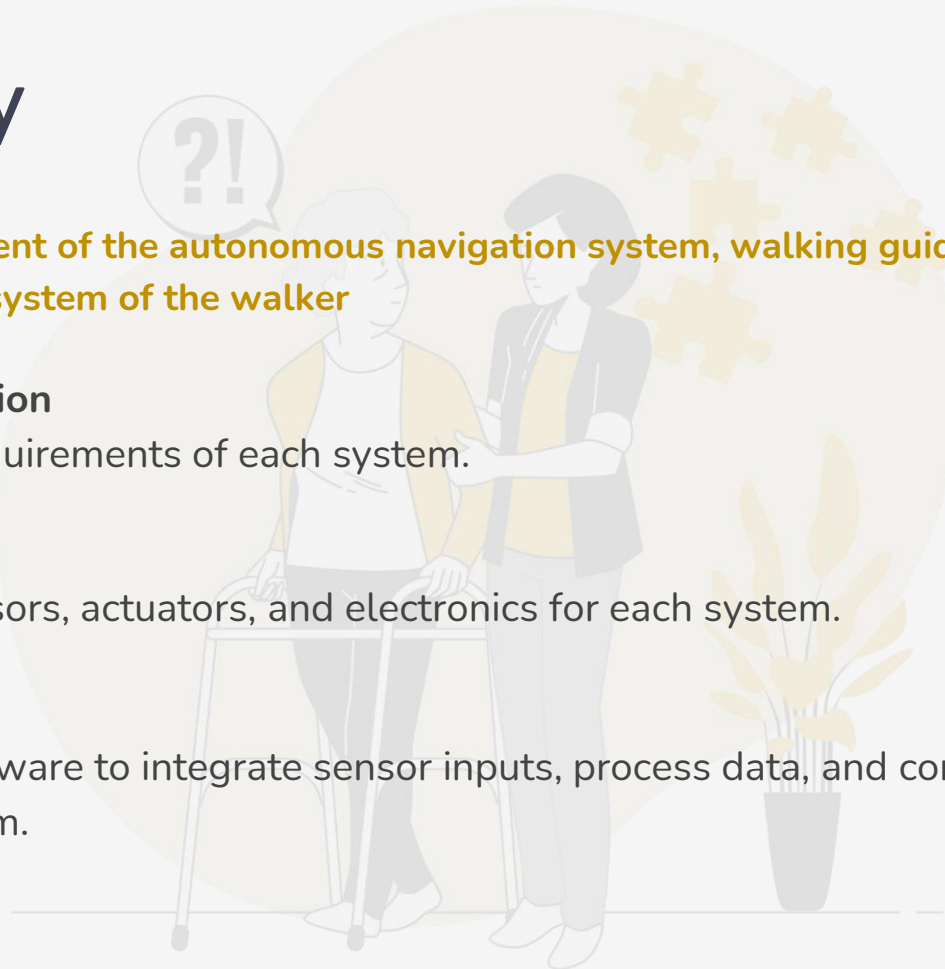 y
?!
ent of the autonomous navigation system, walking guid
system of the walker
ion
uirements of each system.
sors, actuators, and electronics for each system.
ware to integrate sensor inputs, process data, and con
m.